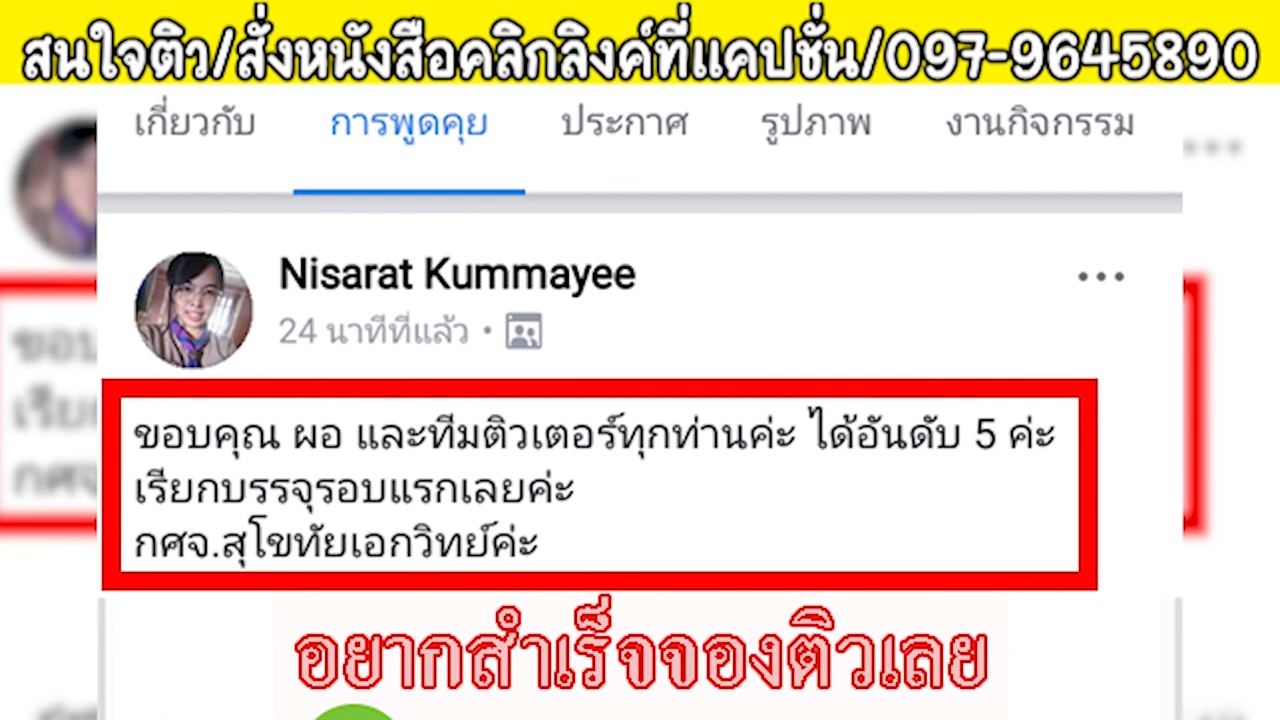 สนใจติว/สั่งหนังสือคลิกลิงค์ที่แคปชั่น/097-9645890
เกี่ยวกับ การพูดคุย ประกาศ รูปภาพ งานกิจกรรม
Nisarat Kummayee
24 นาทีที่แล้ว
ขอบคุณ ผอ และทีมติวเตอร์ทุกท่านค่ะ ได้อันดับ 5 ค่ะ
เรียกบรรจุรอบแรกเลยค่ะ
กศจ.สุโขทัยเอกวิทย์ค่ะ
อยากสำเร็จจองติวเลย